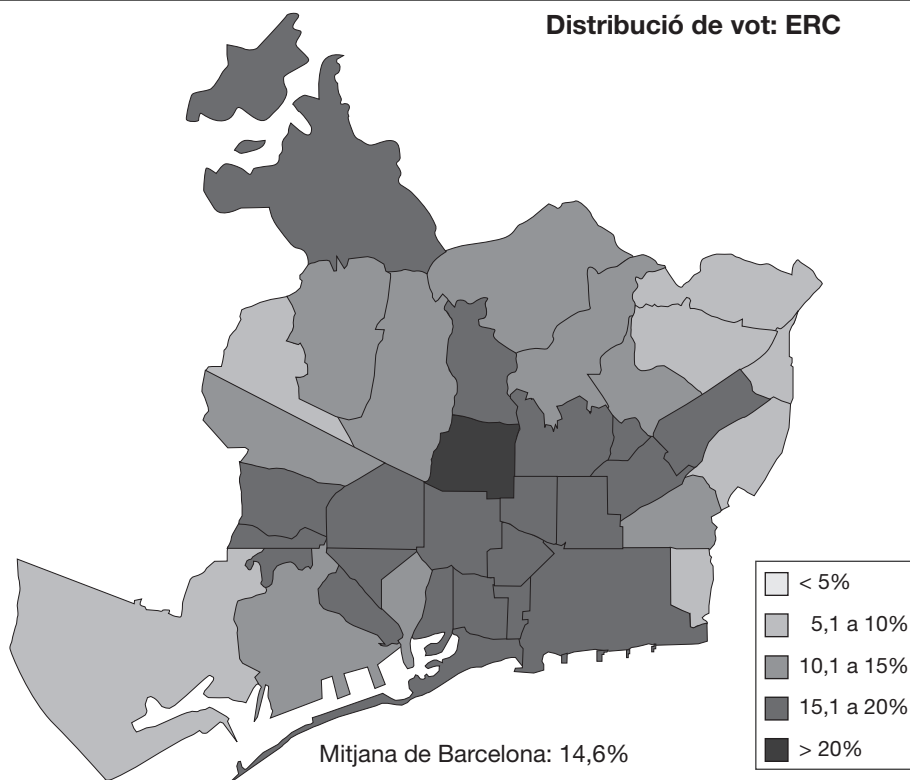 Distribució de vot: ERC
< 5%
5,1 a 10%
10,1 a 15%
15,1 a 20%
> 20%
Mitjana de Barcelona: 14,6%